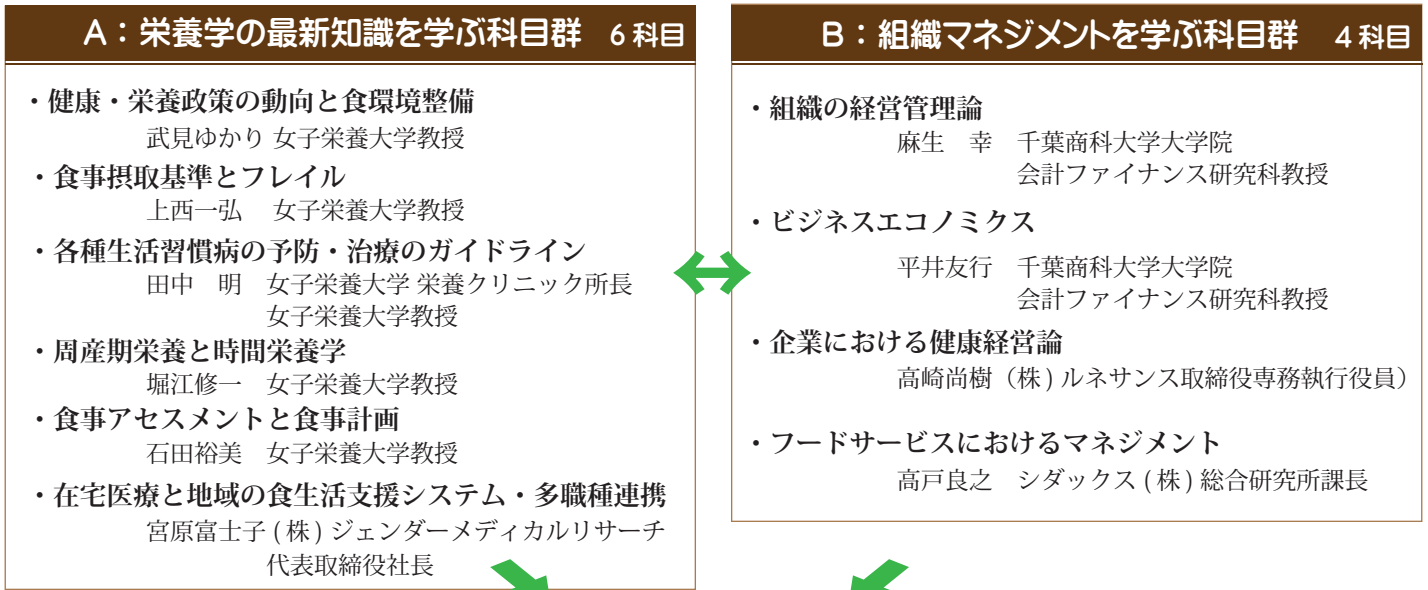 A：栄養学の最新知識を学ぶ科目群　6科目
・健康・栄養政策の動向と食環境整備
武見ゆかり 女子栄養大学教授
・食事摂取基準とフレイル
上西一弘　女子栄養大学教授
・各種生活習慣病の予防・治療のガイドライン
田中　明　女子栄養大学 栄養クリニック所長
女子栄養大学教授
・周産期栄養と時間栄養学
堀江修一　女子栄養大学教授
・食事アセスメントと食事計画
石田裕美　女子栄養大学教授
・在宅医療と地域の食生活支援システム・多職種連携
宮原富士子 ( 株 ) ジェンダーメディカルリサーチ
代表取締役社長
B：組織マネジメントを学ぶ科目群　4科目
・組織の経営管理論
麻生　幸　千葉商科大学大学院
会計ファイナンス研究科教授
・ビジネスエコノミクス
平井友行　千葉商科大学大学院
会計ファイナンス研究科教授
・企業における健康経営論
高崎尚樹（株 ) ルネサンス取締役専務執行役員）
・フードサービスにおけるマネジメント
高戸良之　シダックス ( 株 ) 総合研究所課長